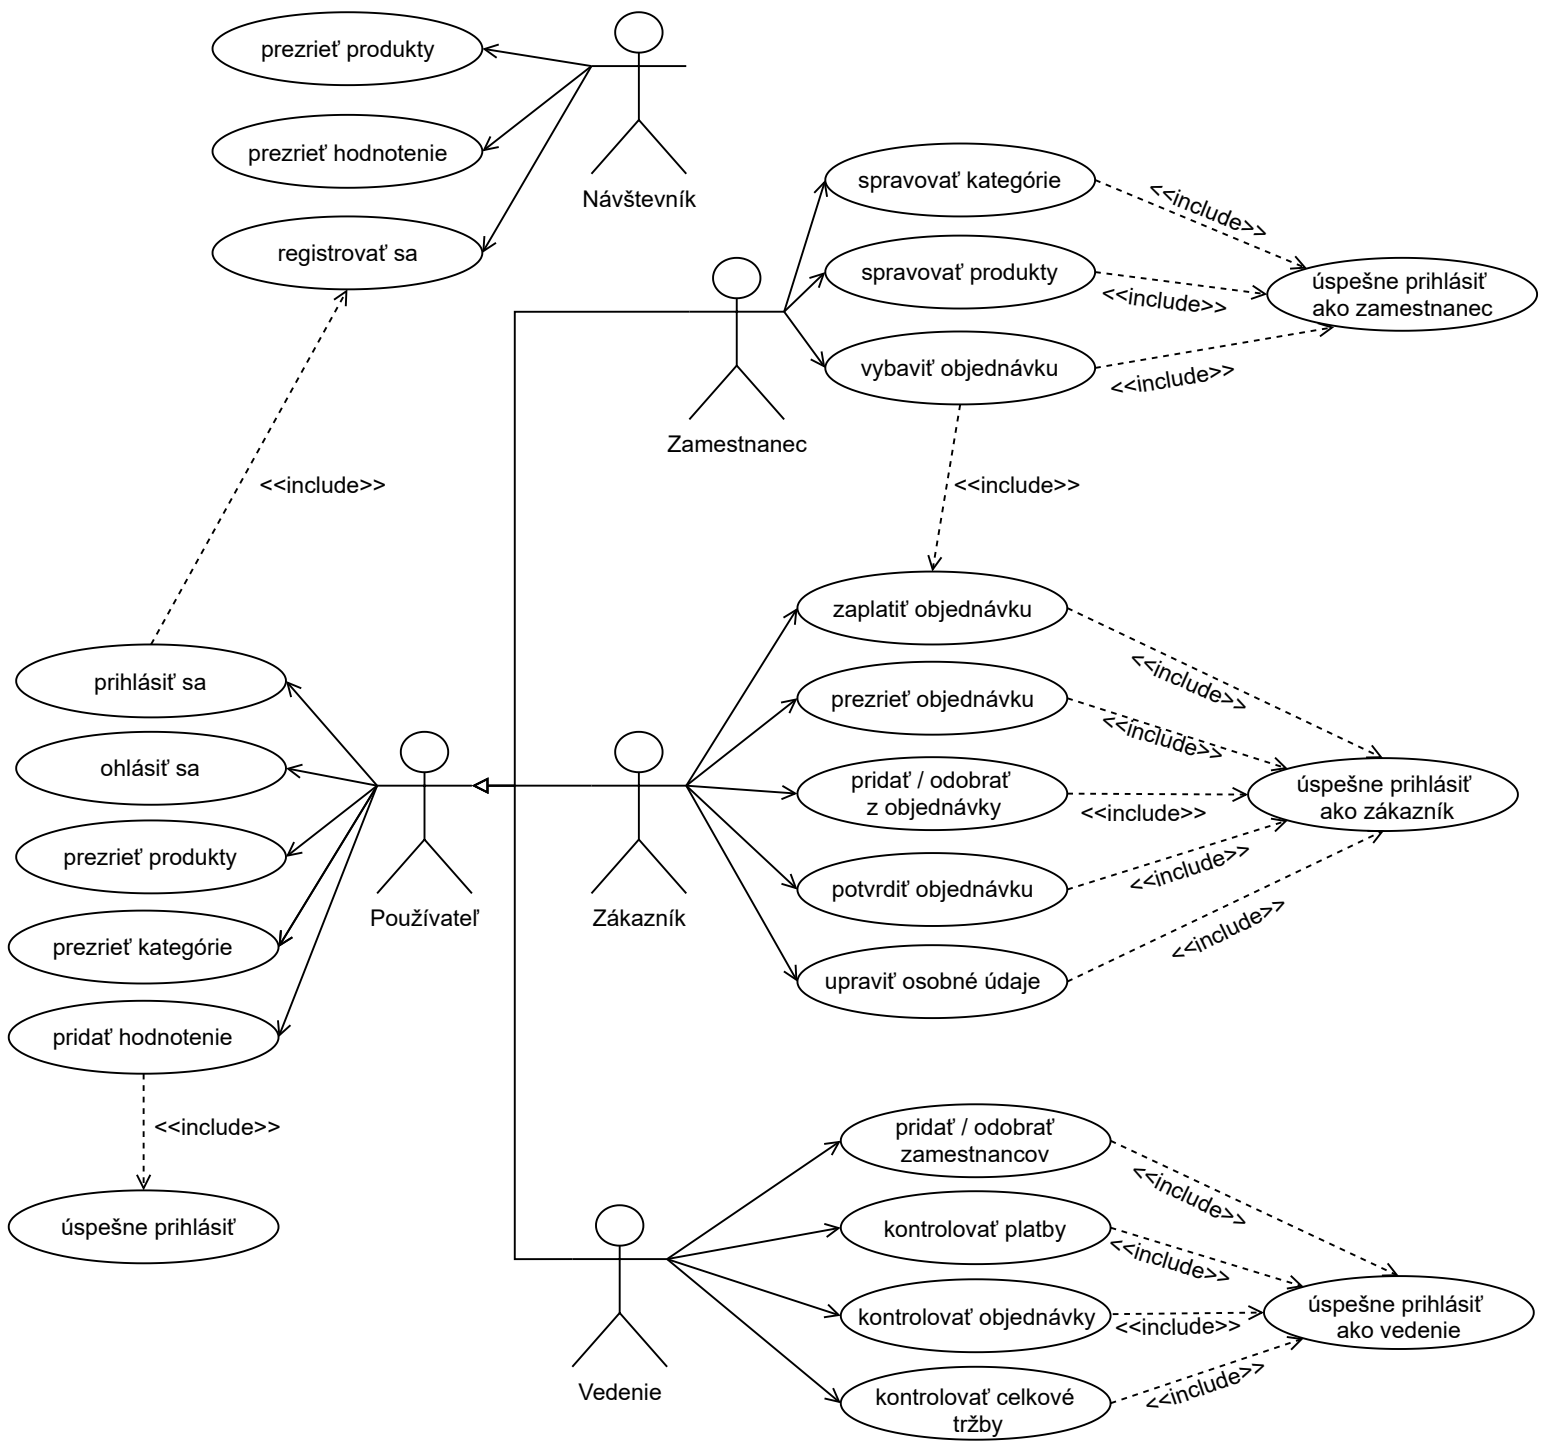 prezrieť produkty
prezrieť hodnotenie
registrovať sa
Návštevník
spravovať kategórie
spravovať produkty
vybaviť objednávku
<<include>>
<<include>>
<<include>>
úspešne prihlásiť
ako zamestnanec
Zamestnanec
<<include>>
<<include>>
prihlásiť sa
ohlásiť sa
prezrieť produkty
prezrieť kategórie
pridať hodnotenie
<<include>>
úspešne prihlásiť
Používateľ
Zákazník
zaplatiť objednávku
prezrieť objednávku
pridať / odobrať
z objednávky
potvrdiť objednávku
upraviť osobné údaje
<<include>>
<<include>>
<<include>>
<<include>>
<<include>>
úspešne prihlásiť
ako zákazník
Vedenie
pridať / odobrať
zamestnancov
kontrolovať platby
kontrolovať objednávky
kontrolovať celkové
tržby
<<include>>
<<include>>
<<include>>
<<include>>
úspešne prihlásiť
ako vedenie